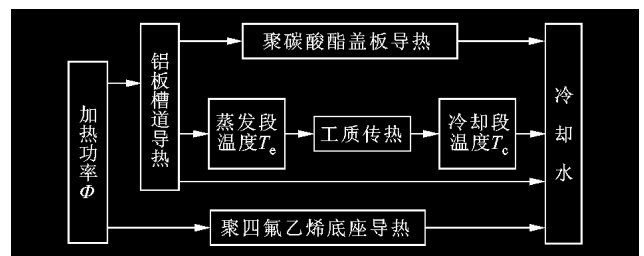 聚碳酸酯盖板导热
加热功率Φ
铝板槽道导热
蒸发段
温度Te
工质传热
冷却段
温度Tc
冷却水
聚四氟乙烯底座导热